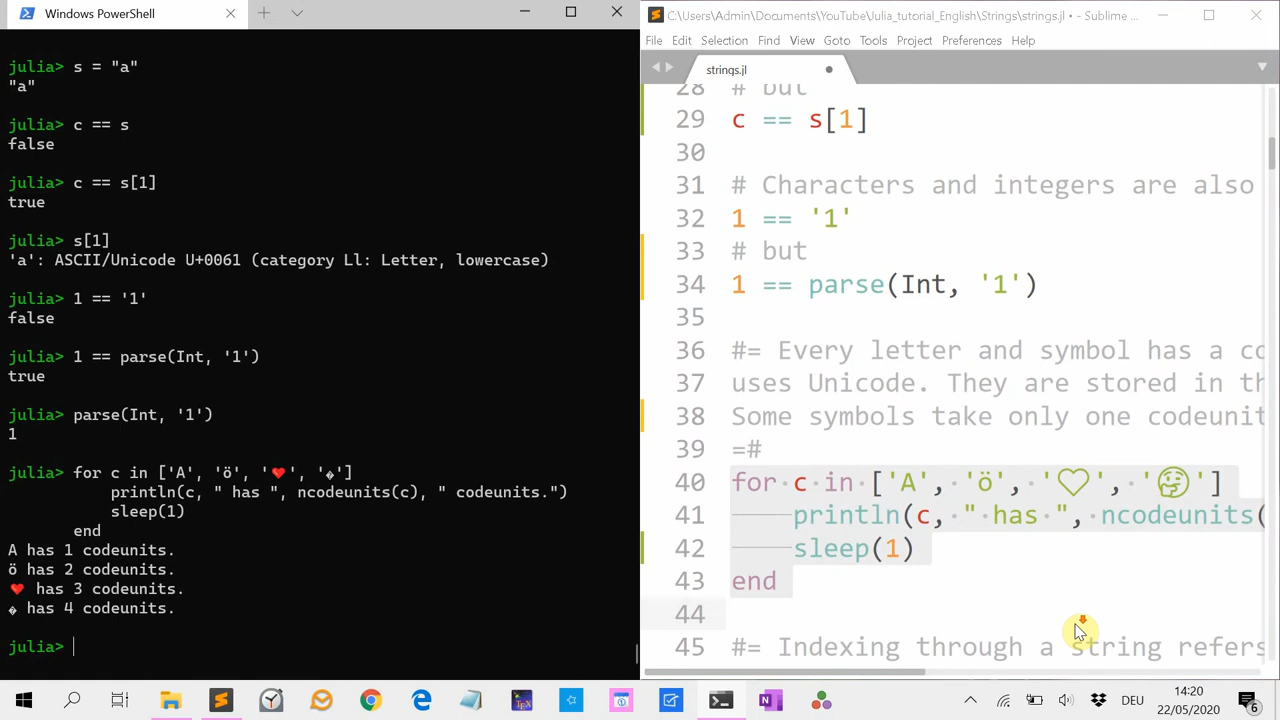 Windows PowerShell
julia> s = "a"
"a"
julia> c == s
false
julia> c == s[1]
true
julia> s[1]
'a': ASCII/Unicode U+0061 (category Ll: Letter, lowercase)
julia> 1 == '1'
false
julia> 1 == parse(Int, '1')
true
julia> parse(Int, '1')
1
julia> for c in ['A', 'ö', '❤', '�']
println(c, " has ", ncodeunits(c), " codeunits.")
sleep(1)
end
A has 1 codeunits.
ö has 2 codeunits.
❤ has 3 codeunits.
� has 4 codeunits.
julia>
C:\Users\Admin\Documents\YouTube\Julia_tutorial_English\Strings\strings.jl • - Sublime ...
File Edit Selection Find View Goto Tools Project Preferences Help
strings.jl
28 # but
29 c == s[1]
30
31 # Characters and integers are also
32 1 == '1'
33 # but
34 1 == parse(Int, '1')
35
36 #= Every letter and symbol has a co
37 uses Unicode. They are stored in th
38 Some symbols take only one codeunit
39 =#
40 for c in ['A', 'ö', '♡', '🤔']
41 println(c, " has ", ncodeunits(
42 sleep(1)
43 end
44
45 #= Indexing through a string refers
DEU
14:20
22/05/2020
6